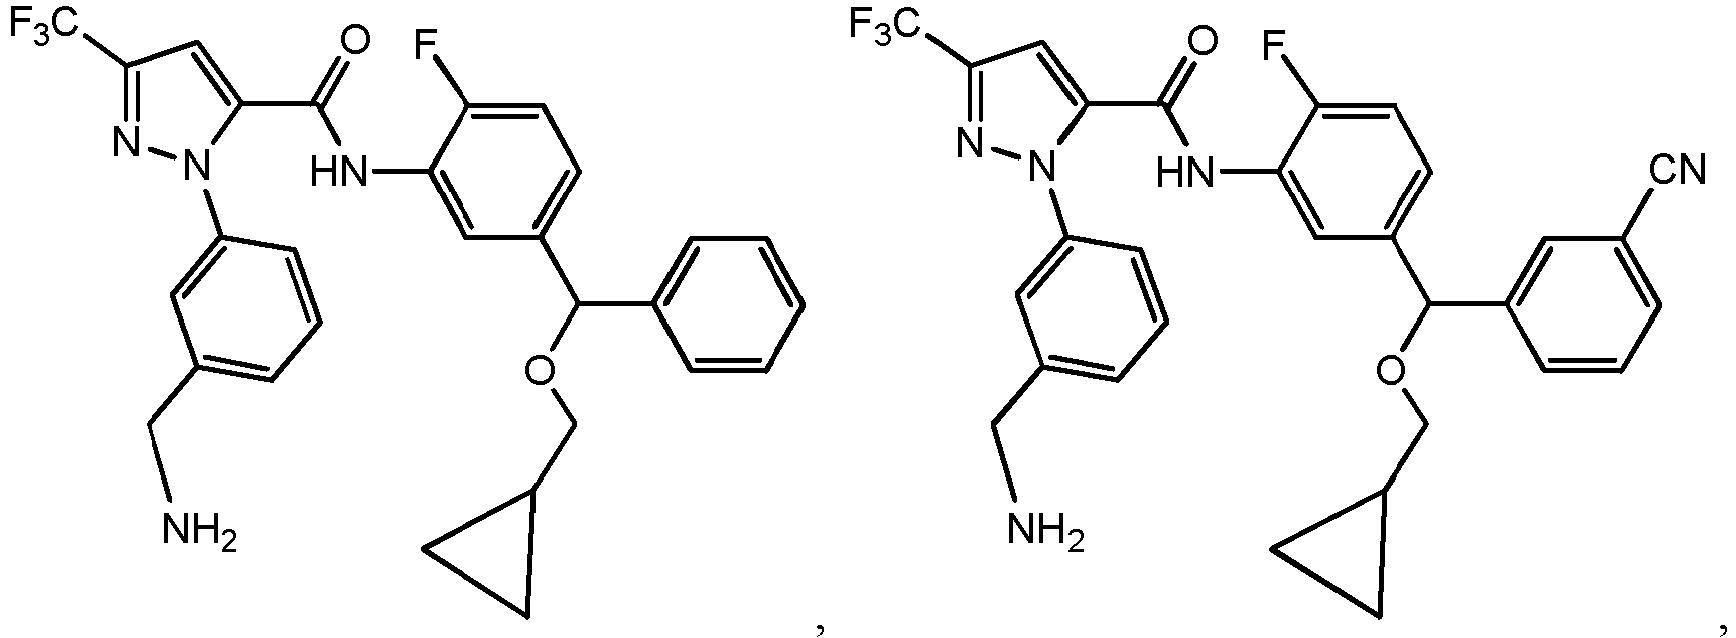 F3C O F F3C O F
N N HN N N HN CN
O O
NH2 NH2
, ,